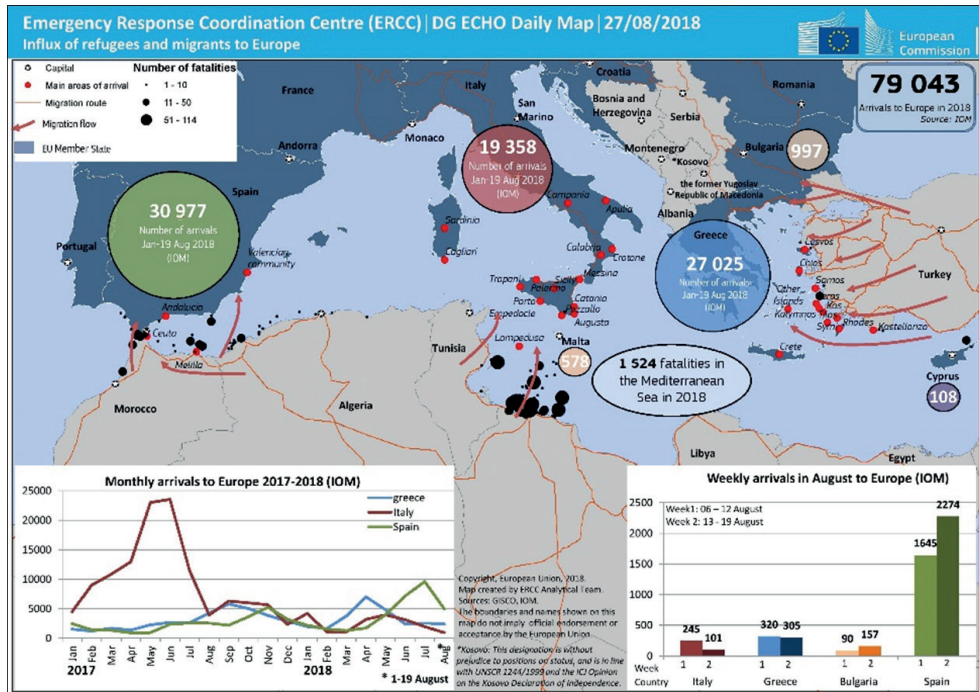 Emergency Response Coordination Centre (ERCC)|DG ECHO Daily Map|27/08/2018
Influx of refugees and migrants to Europe
European
Commission
Capital
Main areas of arrival
Migration route
Migration flow
EU Member State
Number of fatalities
1 - 10
11 - 50
51 - 114
79 043
Arrivals to Europe in 2018
Source: IOM
France
Monaco
Andorra
Italy
San
Marino
Croatia
Bosnia and
Herzegovina
Serbia
Romania
Montenegro
*Kosovo
Bulgaria
997
the former Yugoslav
Republic of Macedonia
Albania
Greece
Turkey
Portugal
Spain
30 977
Number of arrivals
Jan-19 Aug 2018
(IOM)
19 358
Number of arrivals
Jan-19 Aug 2018
(IOM)
27 025
Number of arrivals
Jan-19 Aug 2018
(IOM)
Valencian
community
Andalucia
Ceuta
Melilla
Sardinia
Cagliari
Campania
Apulia
Calabria
Crotone
Trapani
Sicily
Messina
Palermo
Porto
Empedocle
Catania
Pozzallo
Augusta
Lampedusa
Malta
578
Lesvos
Chios
Samos
Other
Islands
Kos
Kalymnos
Rhodes
Kastellorizo
Crete
Cyprus
108
1 524 fatalities in
the Mediterranean
Sea in 2018
Morocco
Algeria
Tunisia
Libya
Egypt
Monthly arrivals to Europe 2017-2018 (IOM)
greece
Italy
Spain
25000
20000
15000
10000
5000
0
Jan
Feb
Mar
Apr
May
Jun
Jul
Aug
Sep
Oct
Nov
Dec
Jan
Feb
Mar
Apr
May
Jun
Jul
Aug *
2017
2018
* 1-19 August
Copyright, European Union, 2018.
Map created by ERCC Analytical Team.
Sources: GISCO, IOM.
The boundaries and names shown on this
map do not imply official endorsement or
acceptance by the European Union.
*Kosovo: This designation is without
prejudice to positions on status, and is in line
with UNSCR 1244/1999 and the ICJ Opinion
on the Kosovo Declaration of Independence.
Weekly arrivals in August to Europe (IOM)
Week1: 06 – 12 August
Week 2: 13 - 19 August
2500
2000
1500
1000
500
0
245
101
320
305
90
157
1645
2274
Week 1 2 1 2 1 2 1 2
Country Italy Greece Bulgaria Spain